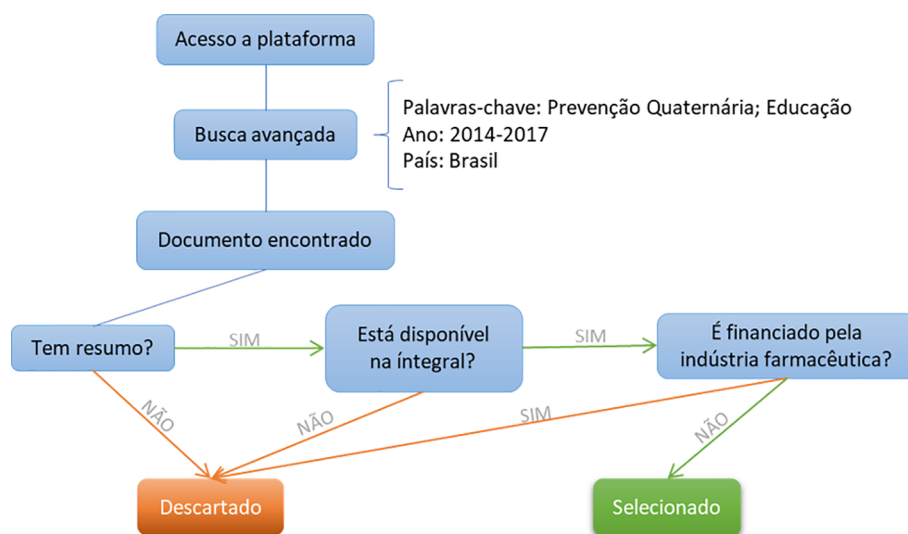 Acesso a plataforma
Busca avançada
Palavras-chave: Prevenção Quaternária; Educação
Ano: 2014-2017
País: Brasil
Documento encontrado
Tem resumo?
SIM
Está disponível
na íntegral?
SIM
É financiado pela
indústria farmacêutica?
NÃO
NÃO
SIM
NÃO
Descartado
Selecionado